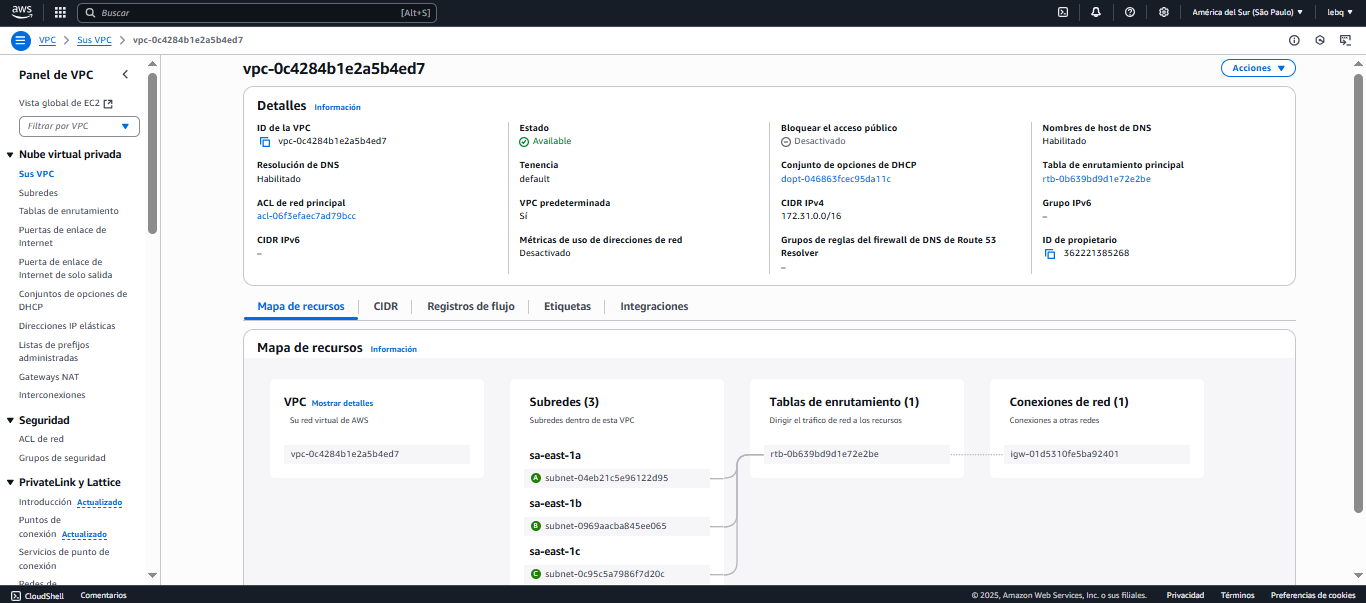 aws
Buscar
[Alt+S]
América del Sur (São Paulo)
lebq
VPC
Sus VPC
vpc-0c4284b1e2a5b4ed7
Panel de VPC
Vista global de EC2
Filtrar por VPC
Nube virtual privada
Sus VPC
Subredes
Tablas de enrutamiento
Puertas de enlace de
Internet
Puerta de enlace de
Internet de solo salida
Conjuntos de opciones de
DHCP
Direcciones IP elásticas
Listas de prefijos
administradas
Gateways NAT
Interconexiones
Seguridad
ACL de red
Grupos de seguridad
PrivateLink y Lattice
Introducción Actualizado
Puntos de
conexión Actualizado
Servicios de punto de
conexión
Redes de
vpc-0c4284b1e2a5b4ed7
Acciones
Detalles Información
ID de la VPC
vpc-0c4284b1e2a5b4ed7
Estado
Available
Bloquear el acceso público
Desactivado
Nombres de host de DNS
Habilitado
Resolución de DNS
Habilitado
Tenencia
default
Conjunto de opciones de DHCP
dopt-046863fcec95da11c
Tabla de enrutamiento principal
rtb-0b639bd9d1e72e2be
ACL de red principal
acl-06f3efaec7ad79bcc
VPC predeterminada
Sí
CIDR IPv4
172.31.0.0/16
Grupo IPv6
–
CIDR IPv6
–
Métricas de uso de direcciones de red
Desactivado
Grupos de reglas del firewall de DNS de Route 53
Resolver
–
ID de propietario
362221385268
Mapa de recursos
CIDR
Registros de flujo
Etiquetas
Integraciones
Mapa de recursos Información
VPC Mostrar detalles
Su red virtual de AWS
vpc-0c4284b1e2a5b4ed7
Subredes (3)
Subredes dentro de esta VPC
sa-east-1a
A subnet-04eb21c5e96122d95
sa-east-1b
B subnet-0969aacba845ee065
sa-east-1c
C subnet-0c95c5a7986f7d20c
Tablas de enrutamiento (1)
Dirigir el tráfico de red a los recursos
rtb-0b639bd9d1e72e2be
Conexiones de red (1)
Conexiones a otras redes
igw-01d5310fe5ba92401
CloudShell
Comentarios
© 2025, Amazon Web Services, Inc. o sus filiales.
Privacidad
Términos
Preferencias de cookies